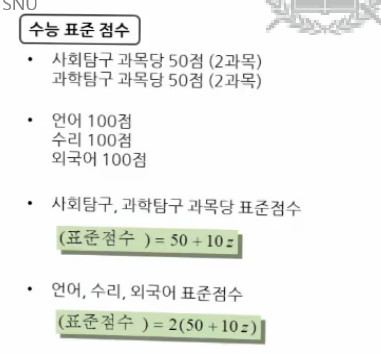 SNU
수능 표준 점수
• 사회탐구 과목당 50점 (2과목)
과학탐구 과목당 50점 (2과목)
• 언어 100점
수리 100점
외국어 100점
• 사회탐구, 과학탐구 과목당 표준점수
(표준점수 ) = 50 + 10 z
• 언어, 수리, 외국어 표준점수
(표준점수 ) = 2(50 + 10 z)